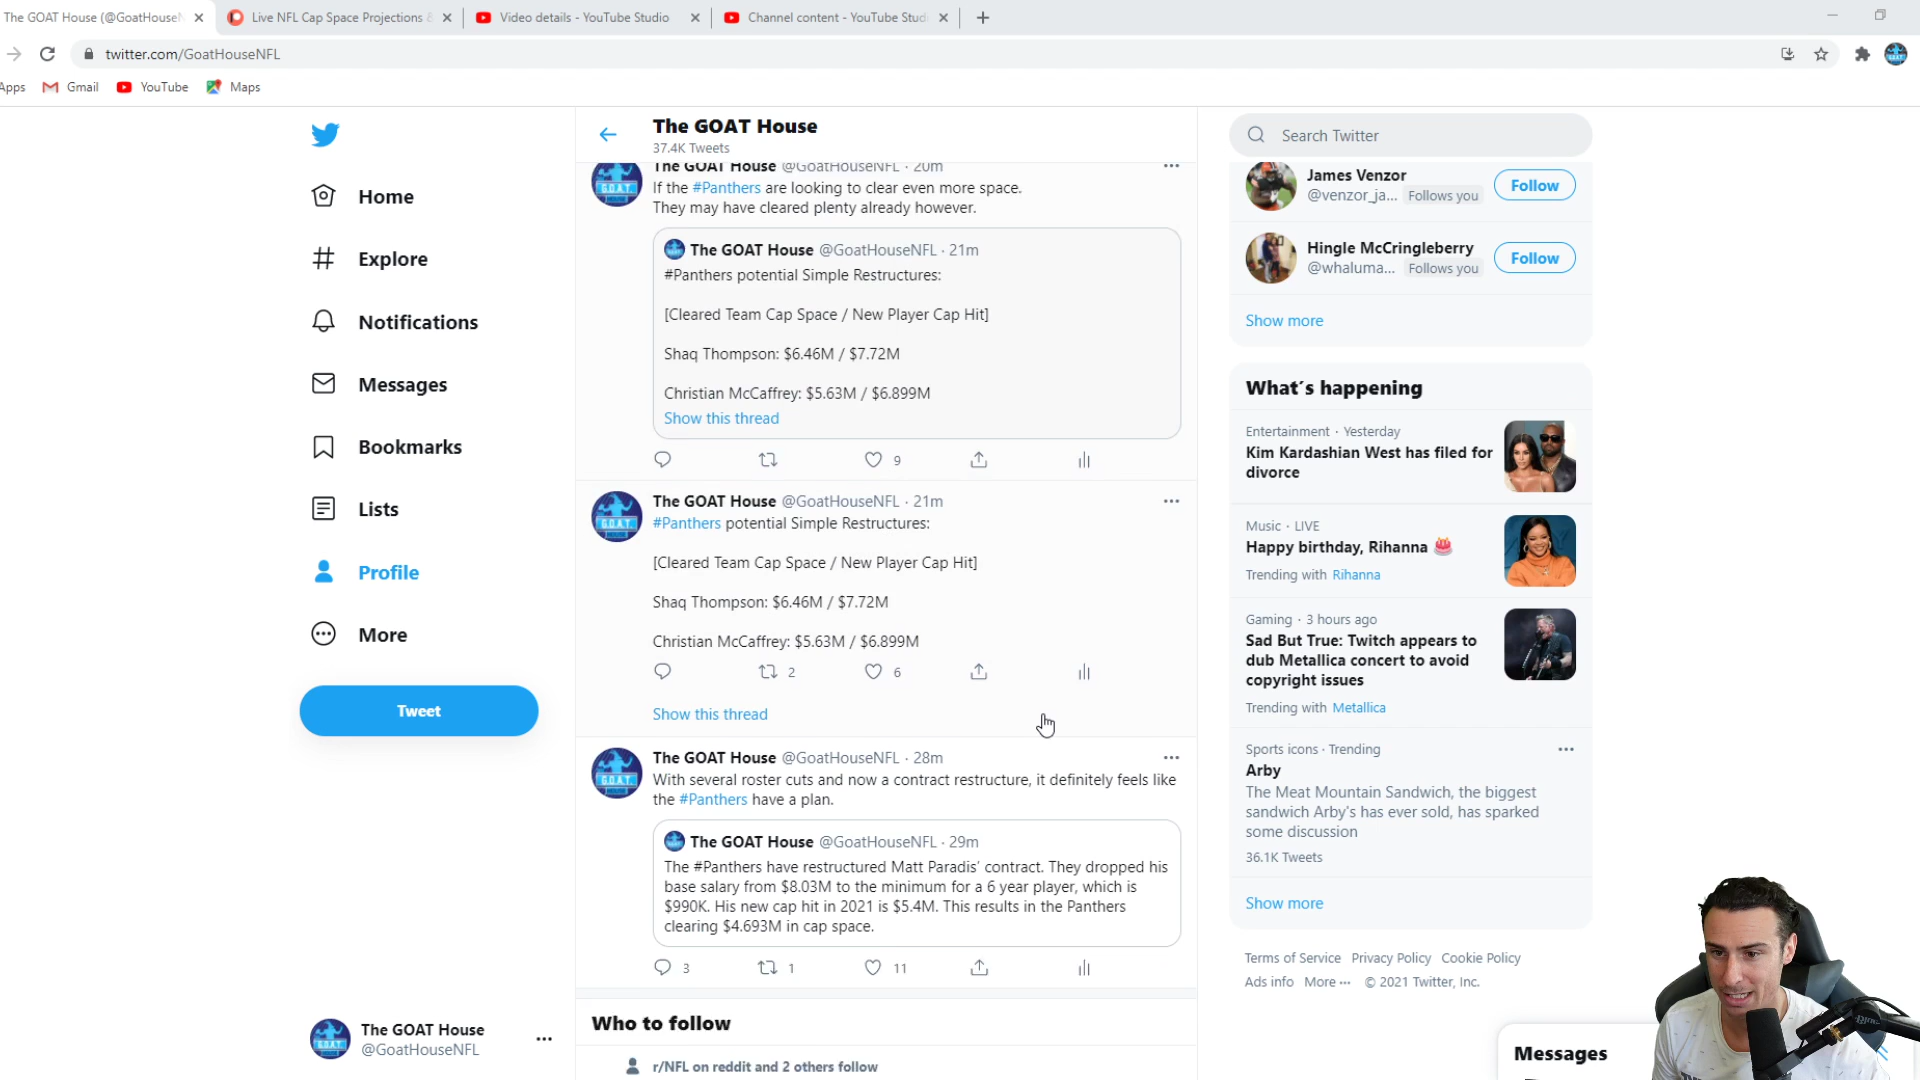 The GOAT House (@GoatHouseN
Live NFL Cap Space Projections &
Video details - YouTube Studio
Channel content - YouTube Stud
twitter.com/GoatHouseNFL
Apps
Gmail
YouTube
Maps
Home
Explore
Notifications
Messages
Bookmarks
Lists
Profile
More
Tweet
The GOAT House
@GoatHouseNFL
The GOAT House
37.4K Tweets
The GOAT House @GoatHouseNFL · 20m
If the #Panthers are looking to clear even more space.
They may have cleared plenty already however.
The GOAT House @GoatHouseNFL · 21m
#Panthers potential Simple Restructures:
[Cleared Team Cap Space / New Player Cap Hit]
Shaq Thompson: $6.46M / $7.72M
Christian McCaffrey: $5.63M / $6.899M
Show this thread
9
The GOAT House @GoatHouseNFL · 21m
#Panthers potential Simple Restructures:
[Cleared Team Cap Space / New Player Cap Hit]
Shaq Thompson: $6.46M / $7.72M
Christian McCaffrey: $5.63M / $6.899M
2 6
Show this thread
The GOAT House @GoatHouseNFL · 28m
With several roster cuts and now a contract restructure, it definitely feels like
the #Panthers have a plan.
The GOAT House @GoatHouseNFL · 29m
The #Panthers have restructured Matt Paradis' contract. They dropped his
base salary from $8.03M to the minimum for a 6 year player, which is
$990K. His new cap hit in 2021 is $5.4M. This results in the Panthers
clearing $4.693M in cap space.
3 1 11
Who to follow
r/NFL on reddit and 2 others follow
Search Twitter
James Venzor
@venzor_ja... Follows you
Follow
Hingle McCringleberry
@whaluma... Follows you
Follow
Show more
What's happening
Entertainment · Yesterday
Kim Kardashian West has filed for
divorce
Music · LIVE
Happy birthday, Rihanna 🎂
Trending with Rihanna
Gaming · 3 hours ago
Sad But True: Twitch appears to
dub Metallica concert to avoid
copyright issues
Trending with Metallica
Sports icons · Trending
Arby
The Meat Mountain Sandwich, the biggest
sandwich Arby's has ever sold, has sparked
some discussion
36.1K Tweets
Show more
Terms of Service Privacy Policy Cookie Policy
Ads info More ··· © 2021 Twitter, Inc.
Messages